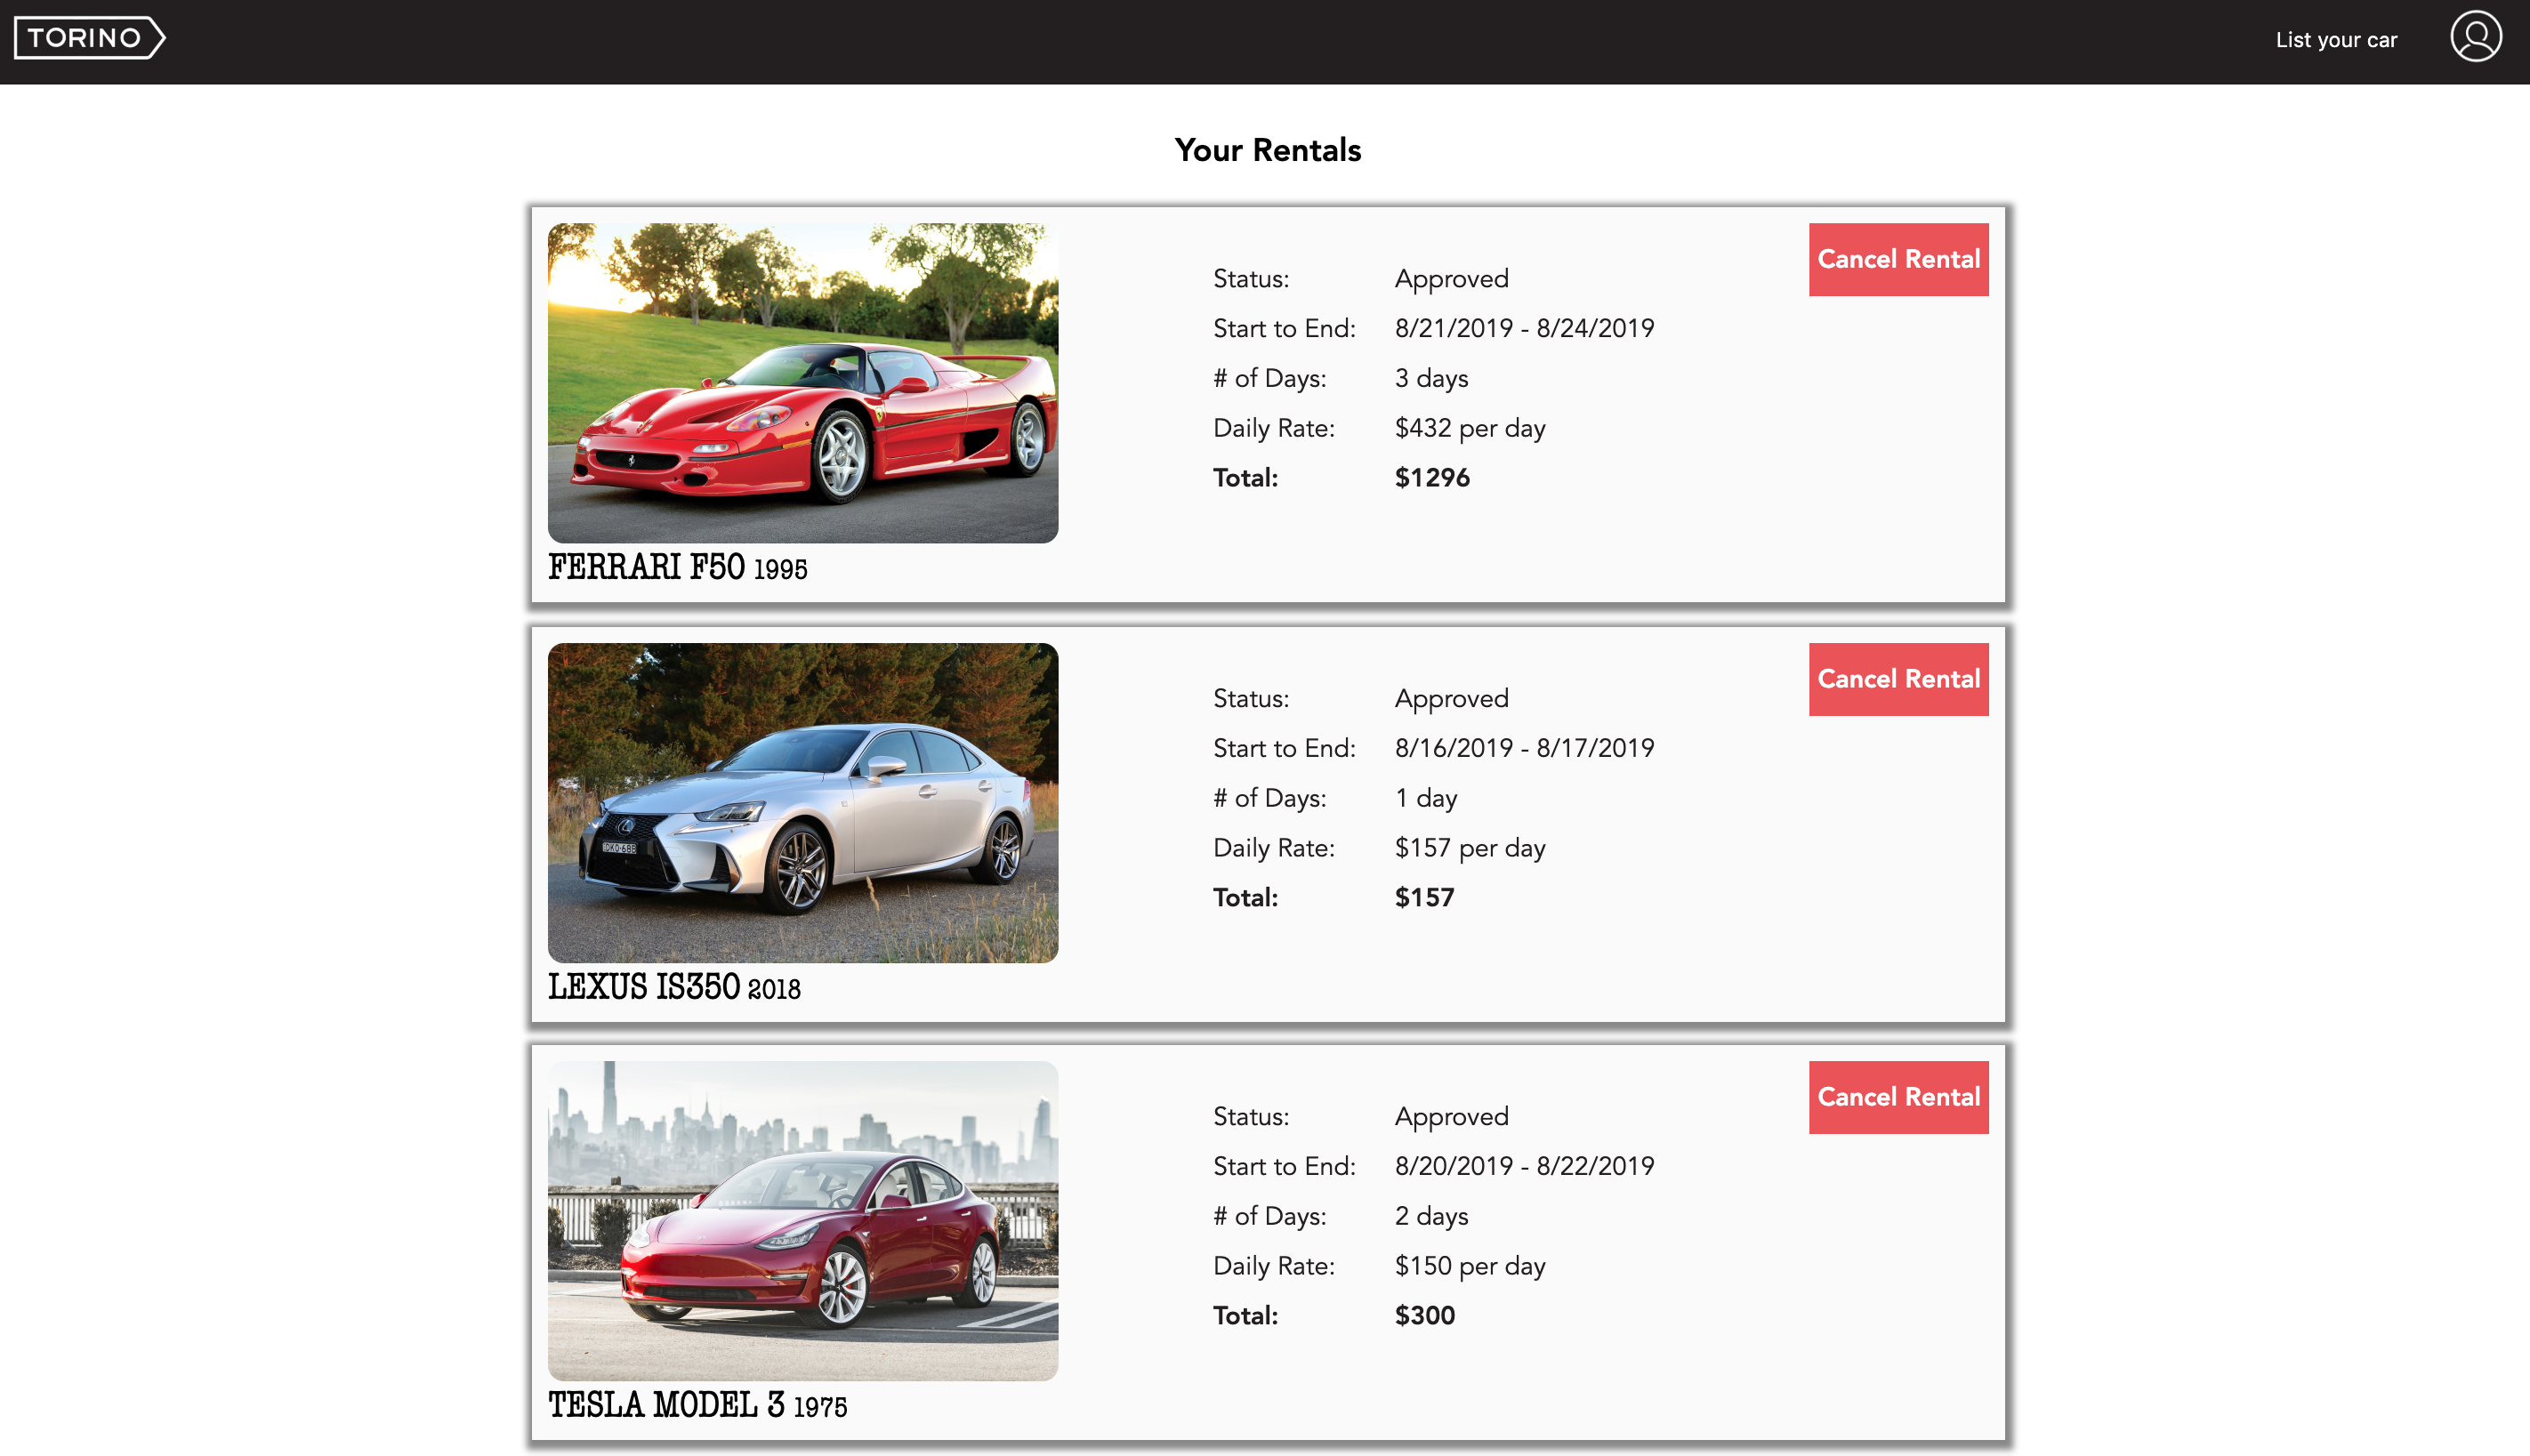 TORINO
List your car
Your Rentals
Cancel Rental
Status: Approved
Start to End: 8/21/2019 - 8/24/2019
# of Days: 3 days
Daily Rate: $432 per day
Total: $1296
FERRARI F50 1995
Cancel Rental
Status: Approved
Start to End: 8/16/2019 - 8/17/2019
# of Days: 1 day
Daily Rate: $157 per day
Total: $157
LEXUS IS350 2018
Cancel Rental
Status: Approved
Start to End: 8/20/2019 - 8/22/2019
# of Days: 2 days
Daily Rate: $150 per day
Total: $300
TESLA MODEL 3 1975